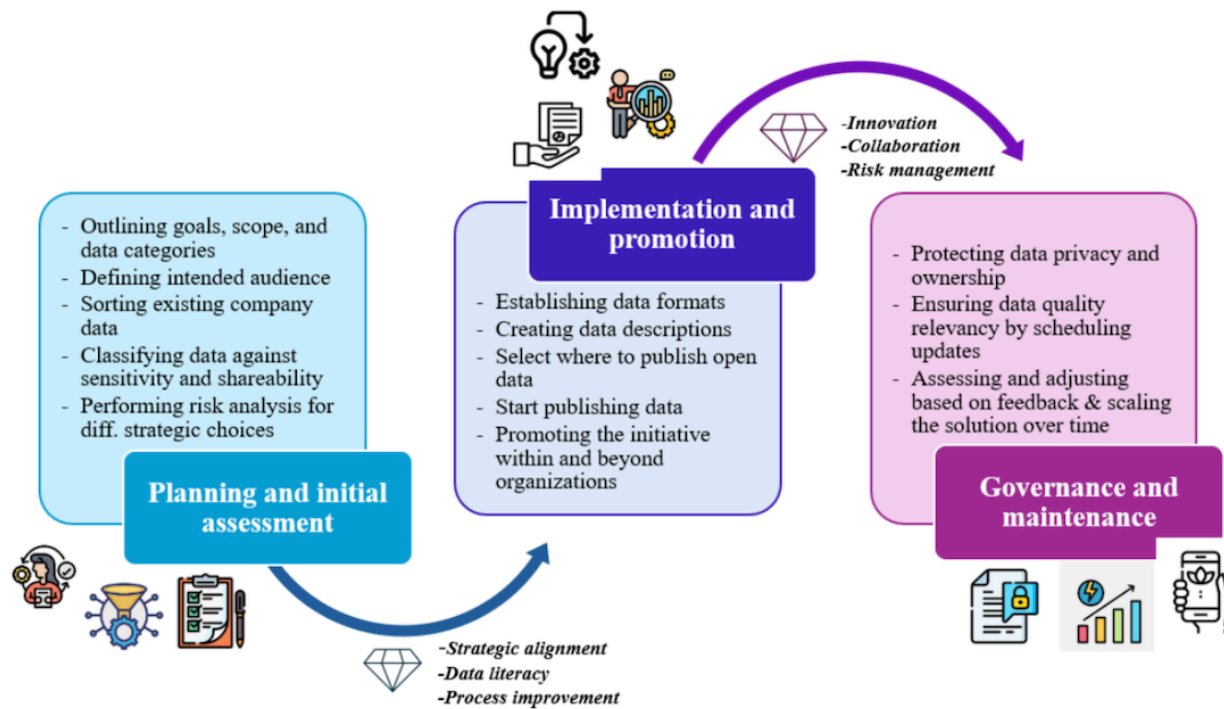 - Outlining goals, scope, and
data categories
- Defining intended audience
- Sorting existing company
data
- Classifying data against
sensitivity and shareability
- Performing risk analysis for
diff. strategic choices
Planning and initial
assessment
-Strategic alignment
-Data literacy
-Process improvement
Implementation and
promotion
- Establishing data formats
- Creating data descriptions
- Select where to publish open
data
- Start publishing data
- Promoting the initiative
within and beyond
organizations
-Innovation
-Collaboration
-Risk management
- Protecting data privacy and
ownership
- Ensuring data quality
relevancy by scheduling
updates
- Assessing and adjusting
based on feedback & scaling
the solution over time
Governance and
maintenance